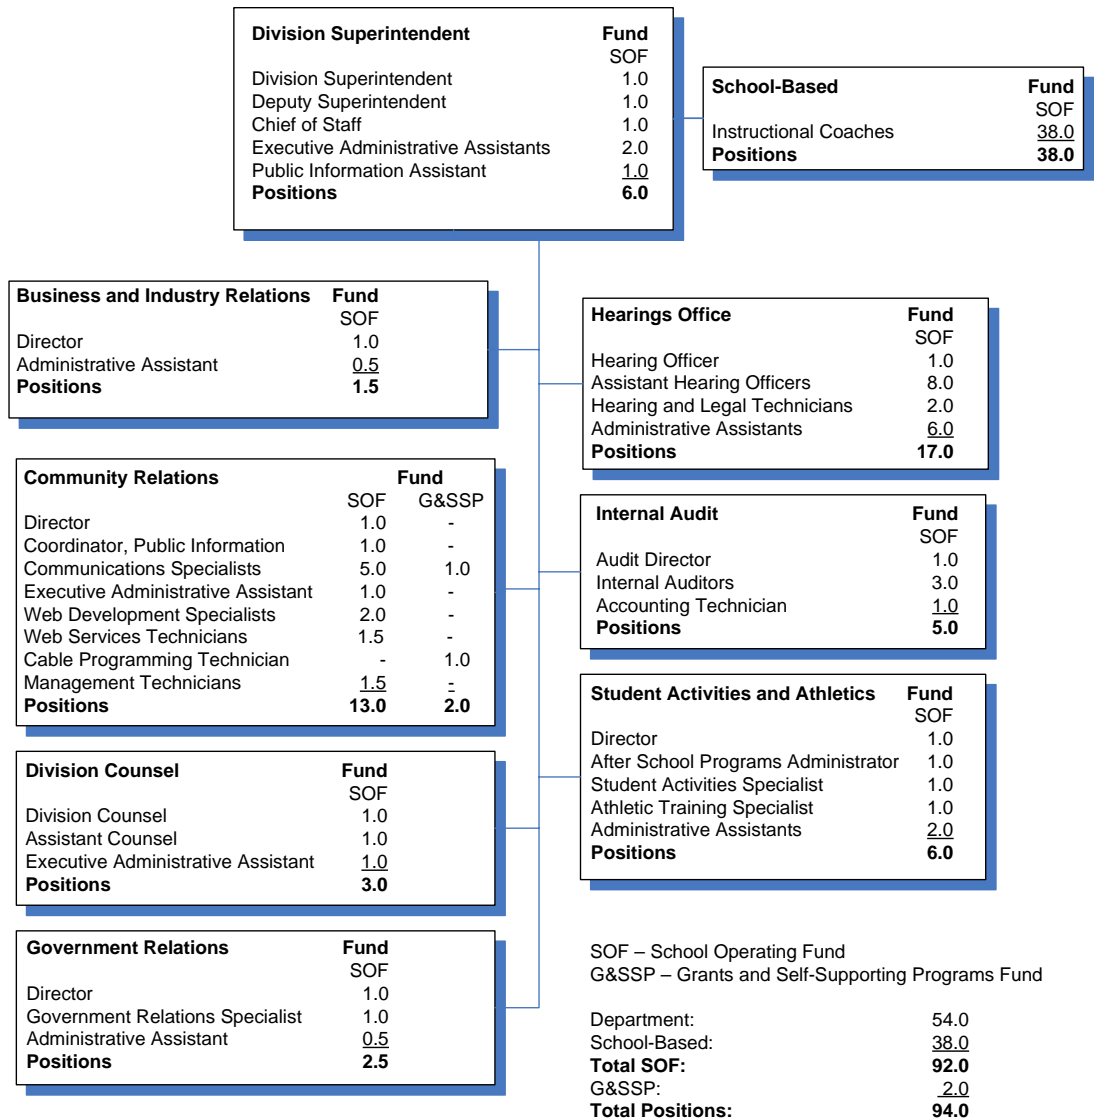 Division Superintendent Fund
SOF
Division Superintendent 1.0
Deputy Superintendent 1.0
Chief of Staff 1.0
Executive Administrative Assistants 2.0
Public Information Assistant 1.0
Positions 6.0
School-Based Fund
SOF
Instructional Coaches 38.0
Positions 38.0
Business and Industry Relations Fund
SOF
Director 1.0
Administrative Assistant 0.5
Positions 1.5
Hearings Office Fund
SOF
Hearing Officer 1.0
Assistant Hearing Officers 8.0
Hearing and Legal Technicians 2.0
Administrative Assistants 6.0
Positions 17.0
Community Relations Fund
SOF G&SSP
Director 1.0 -
Coordinator, Public Information 1.0 -
Communications Specialists 5.0 1.0
Executive Administrative Assistant 1.0 -
Web Development Specialists 2.0 -
Web Services Technicians 1.5 -
Cable Programming Technician - 1.0
Management Technicians 1.5 -
Positions 13.0 2.0
Internal Audit Fund
SOF
Audit Director 1.0
Internal Auditors 3.0
Accounting Technician 1.0
Positions 5.0
Student Activities and Athletics Fund
SOF
Director 1.0
After School Programs Administrator 1.0
Student Activities Specialist 1.0
Athletic Training Specialist 1.0
Administrative Assistants 2.0
Positions 6.0
Division Counsel Fund
SOF
Division Counsel 1.0
Assistant Counsel 1.0
Executive Administrative Assistant 1.0
Positions 3.0
Government Relations Fund
SOF
Director 1.0
Government Relations Specialist 1.0
Administrative Assistant 0.5
Positions 2.5
SOF – School Operating Fund
G&SSP – Grants and Self-Supporting Programs Fund
Department: 54.0
School-Based: 38.0
Total SOF: 92.0
G&SSP: 2.0
Total Positions: 94.0